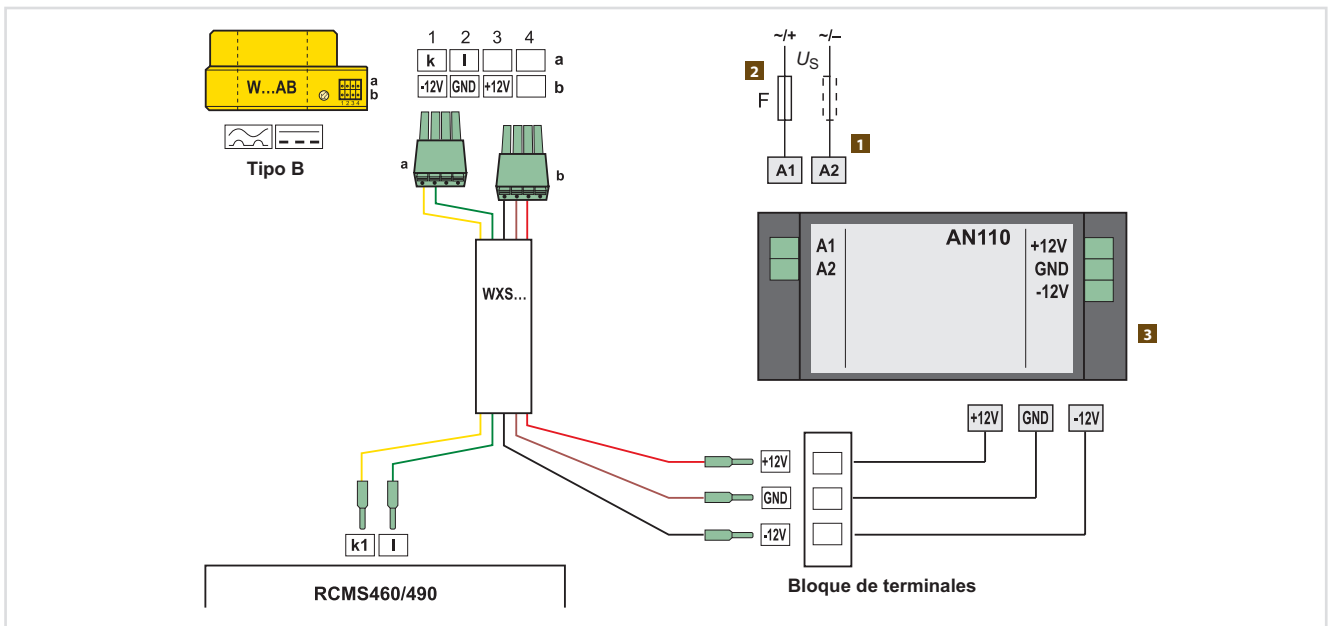 1 2 3 4
k l a
-12V GND +12V b
W...AB a b
1 2 3 4
Tipo B
a
b
WXS...
k1 l
RCMS460/490
~/+ ~/–
US
2
F
1
A1 A2
AN110
A1
A2
+12V
GND
-12V
3
+12V GND -12V
+12V
GND
-12V
Bloque de terminales